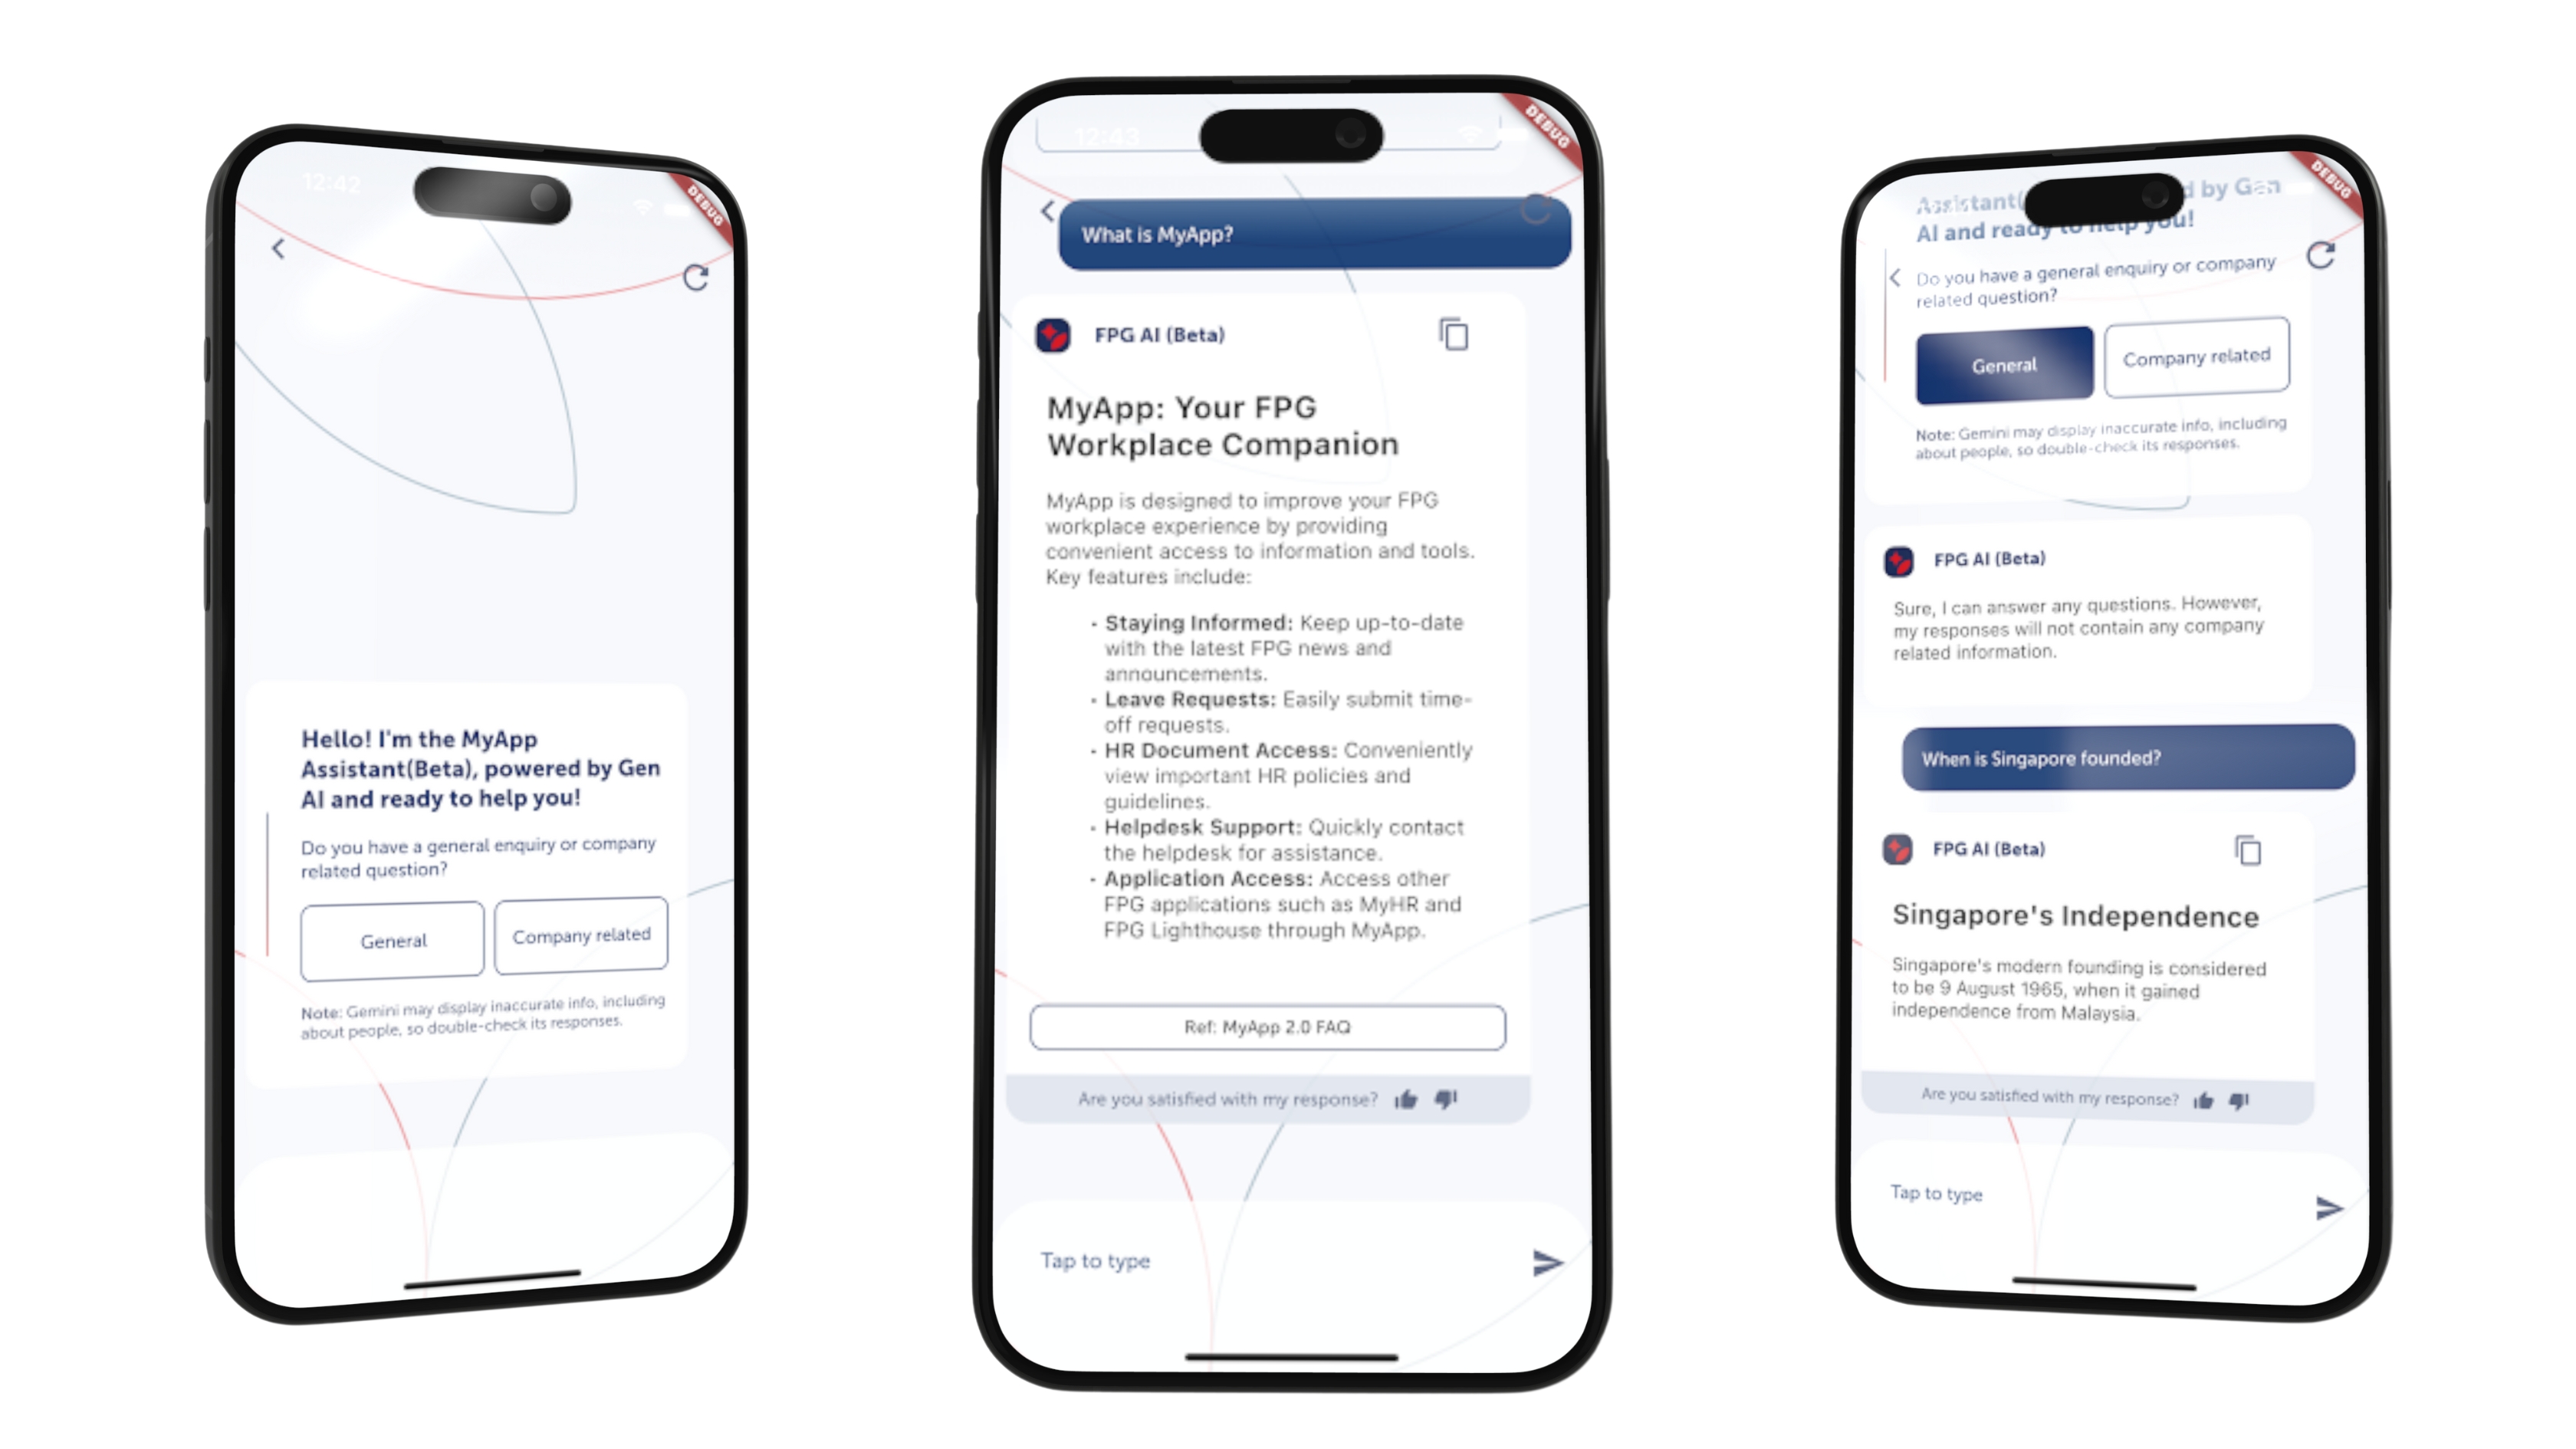 12:42
DEBUG
Hello! I'm the MyApp
Assistant(Beta), powered by Gen
AI and ready to help you!
Do you have a general enquiry or company
related question?
General
Company related
Note: Gemini may display inaccurate info, including
about people, so double-check its responses.
12:43
DEBUG
What is MyApp?
FPG AI (Beta)
MyApp: Your FPG
Workplace Companion
MyApp is designed to improve your FPG
workplace experience by providing
convenient access to information and tools.
Key features include:
• Staying Informed: Keep up-to-date
with the latest FPG news and
announcements.
• Leave Requests: Easily submit time-
off requests.
• HR Document Access: Conveniently
view important HR policies and
guidelines.
• Helpdesk Support: Quickly contact
the helpdesk for assistance.
• Application Access: Access other
FPG applications such as MyHR and
FPG Lighthouse through MyApp.
Ref: MyApp 2.0 FAQ
Are you satisfied with my response?
Tap to type
DEBUG
Assistant( d by Gen
AI and ready to help you!
Do you have a general enquiry or company
related question?
General
Company related
Note: Gemini may display inaccurate info, including
about people, so double-check its responses.
FPG AI (Beta)
Sure, I can answer any questions. However,
my responses will not contain any company
related information.
When is Singapore founded?
FPG AI (Beta)
Singapore's Independence
Singapore's modern founding is considered
to be 9 August 1965, when it gained
independence from Malaysia.
Are you satisfied with my response?
Tap to type